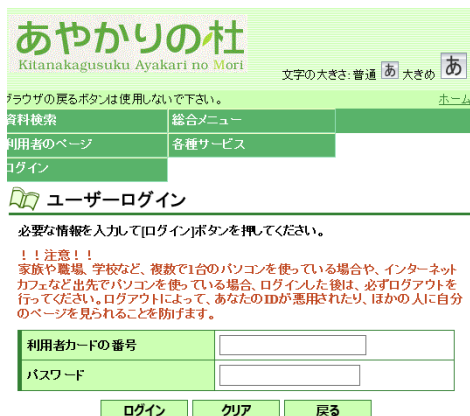 あやかりの杜
Kitanakagusuku Ayakari no Mori
文字の大きさ: 普通 あ 大きめ あ
ブラウザの戻るボタンは使用しないで下さい。 ホーム
資料検索 総合メニュー
利用者のページ 各種サービス
ログイン
ユーザーログイン
必要な情報を入力して[ログイン]ボタンを押してください。
！！注意！！
家族や職場、学校など、複数で1台のパソコンを使っている場合や、インターネット
カフェなど出先でパソコンを使っている場合、ログインした後は、必ずログアウトを
行ってください。ログアウトによって、あなたのIDが悪用されたり、ほかの人に自分
のページを見られることを防げます。
利用者カードの番号
パスワード
ログイン クリア 戻る